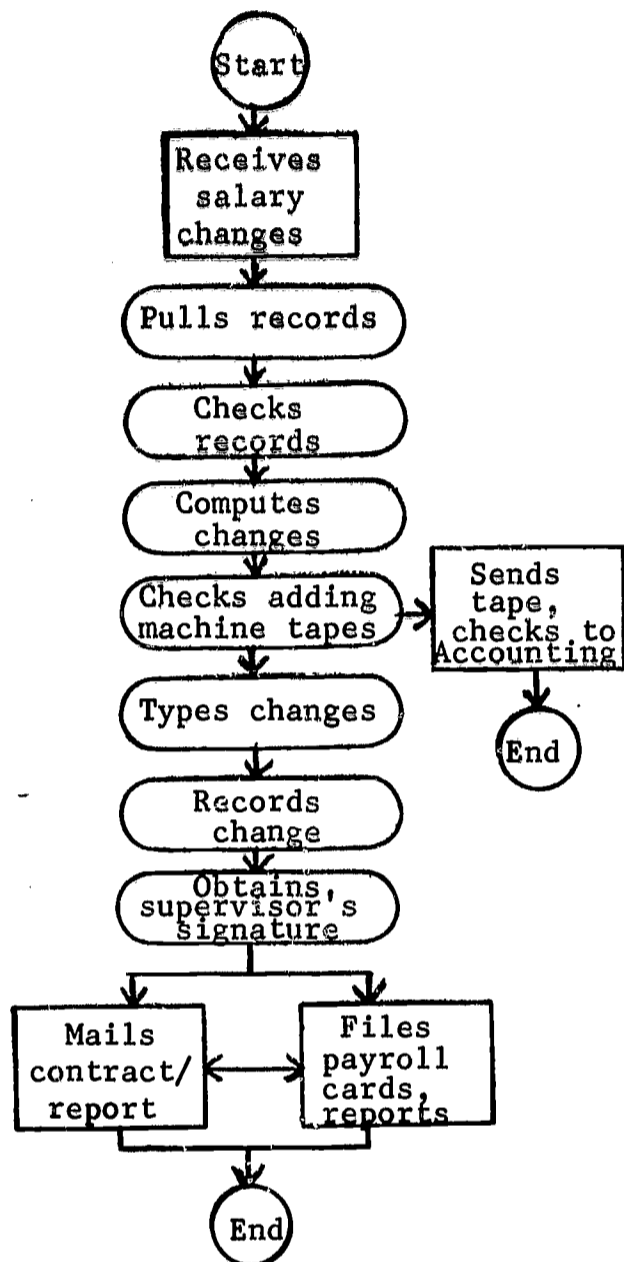 Start
Receives
salary
changes
Pulls records
Checks
records
Computes
changes
Checks adding
machine tapes
Sends
tape,
checks to
Accounting
End
Types changes
Records
change
Obtains,
supervisor's
signature
Mails
contract/
report
Files
payroll
cards,
reports
End